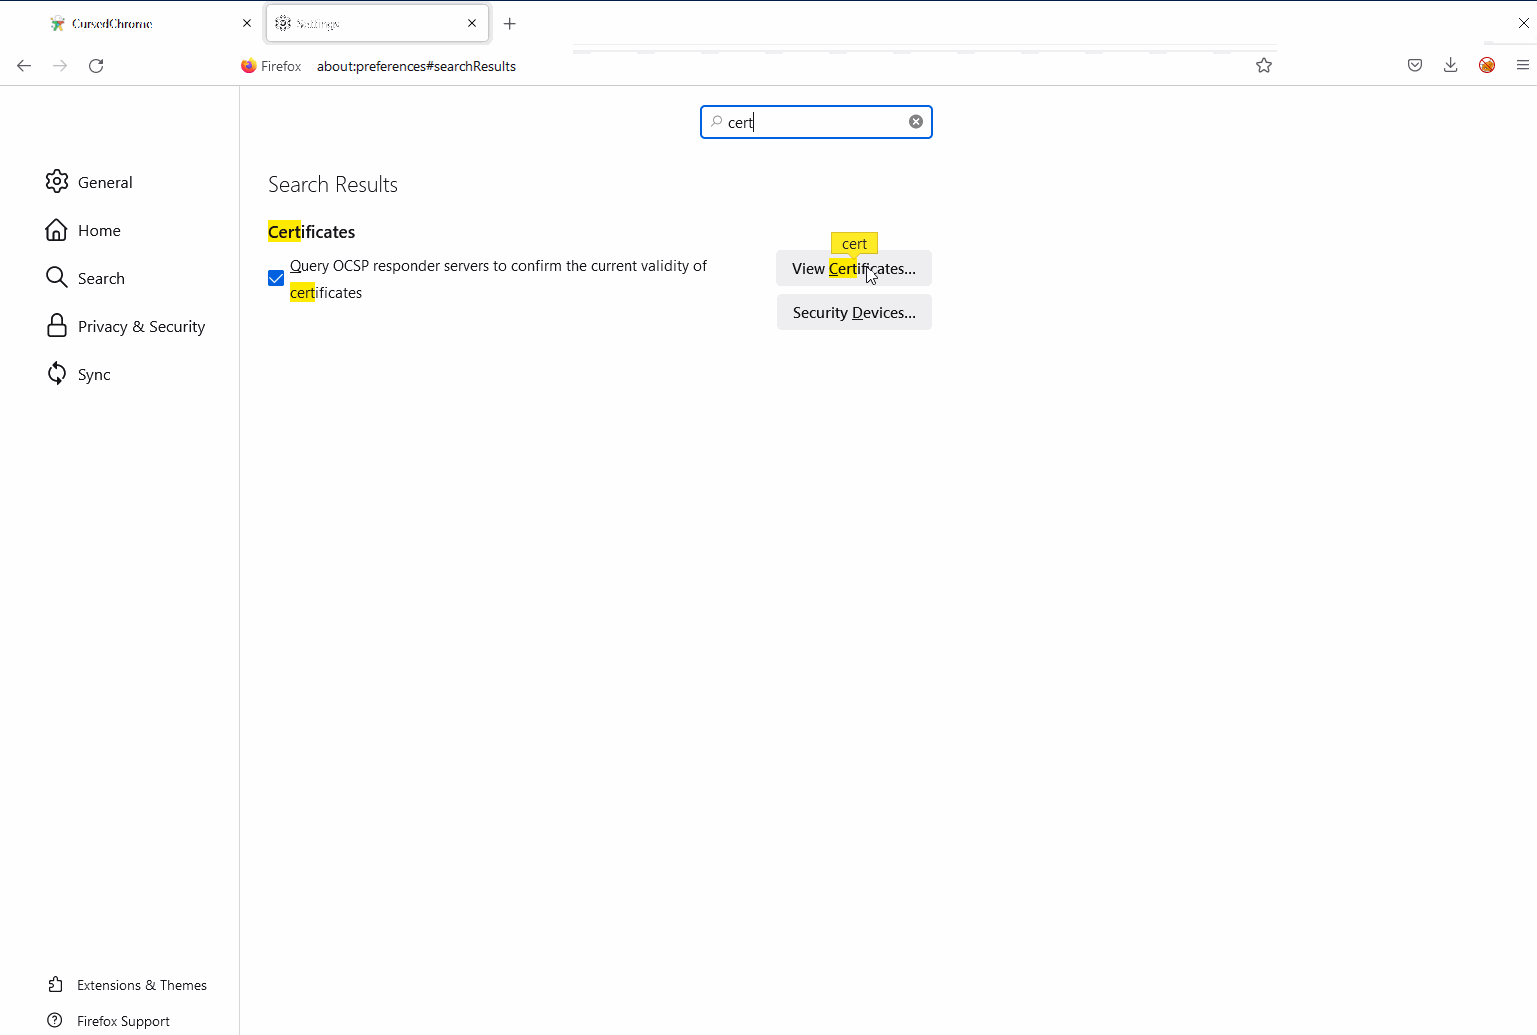 CursedChrome
Settings
Firefox about:preferences#searchResults
cert
General
Home
Search
Privacy & Security
Sync
Search Results
Certificates
Query OCSP responder servers to confirm the current validity of
certificates
cert
View Certificates...
Security Devices...
Extensions & Themes
Firefox Support